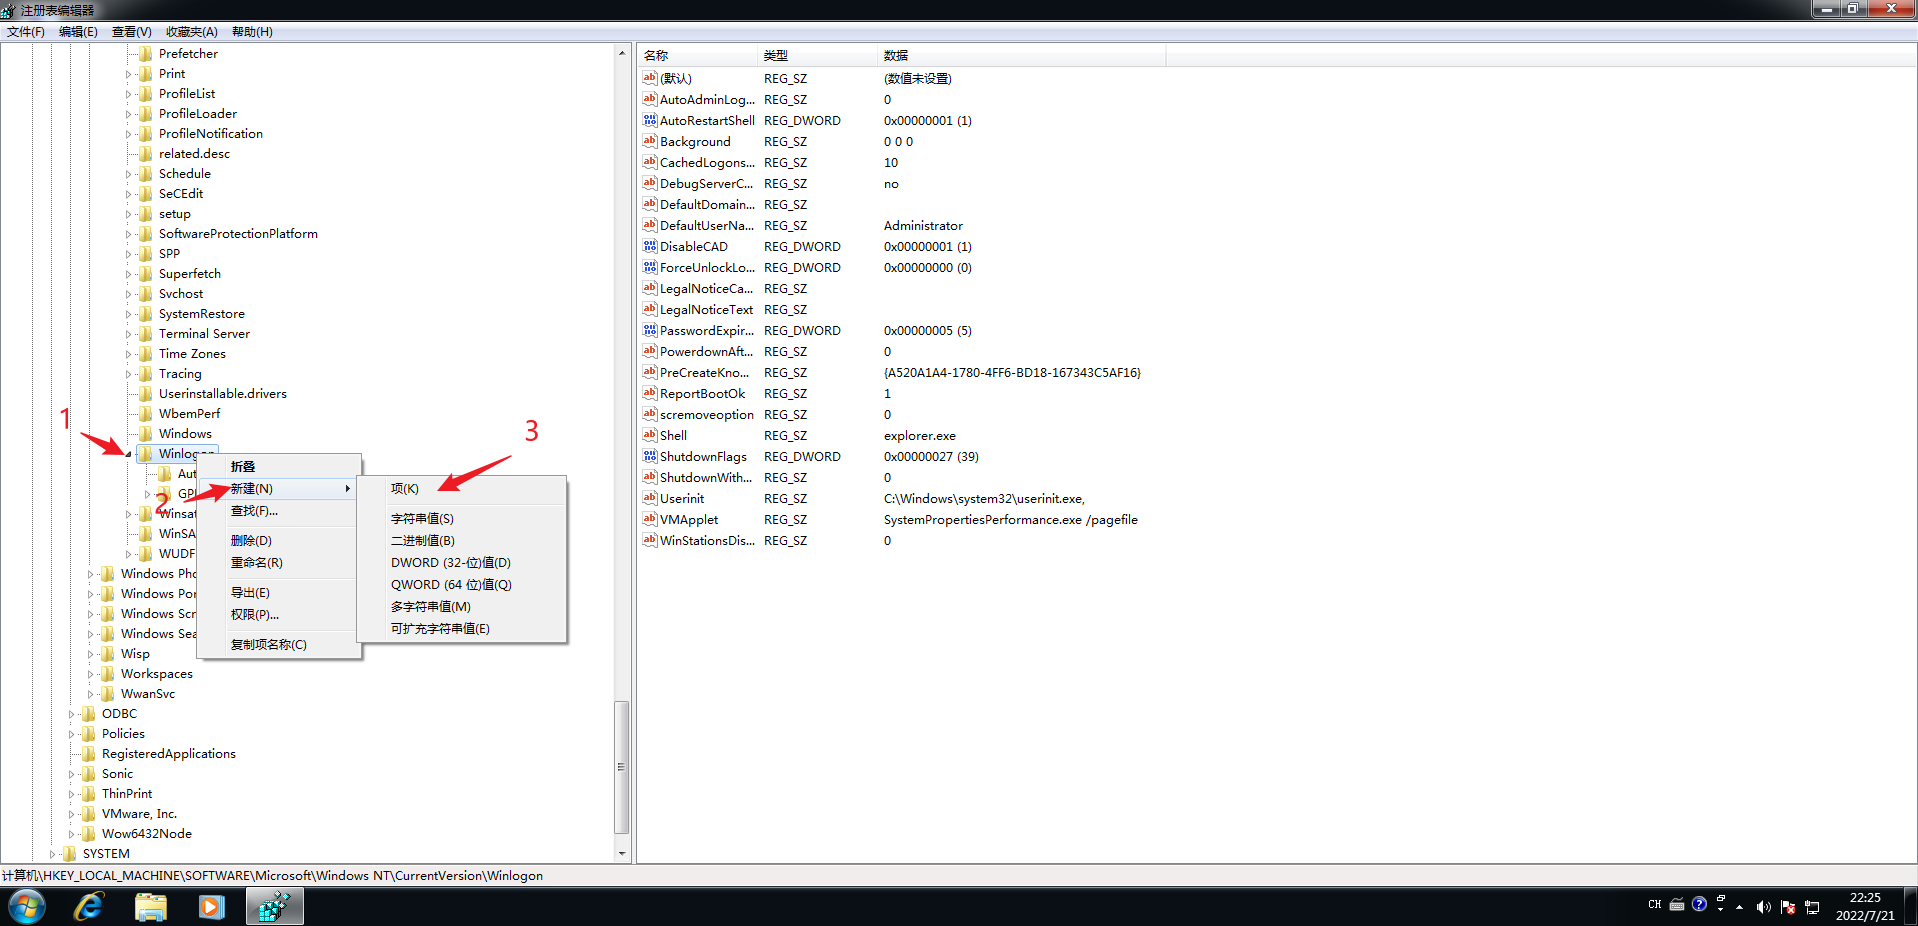 注册表编辑器
文件(F) 编辑(E) 查看(V) 收藏夹(A) 帮助(H)
Prefetcher
Print
ProfileList
ProfileLoader
ProfileNotification
related.desc
Schedule
SeCEdit
setup
SoftwareProtectionPlatform
SPP
Superfetch
Svchost
SystemRestore
Terminal Server
Time Zones
Tracing
Userinstallable.drivers
WbemPerf
Windows
1
Winlogon
Aut
GP
2
Winsat
WinSA
WUDF
Windows Pho
Windows Por
Windows Scr
Windows Sea
Wisp
Workspaces
WwanSvc
ODBC
Policies
RegisteredApplications
Sonic
ThinPrint
VMware, Inc.
Wow6432Node
SYSTEM
折叠
新建(N)
查找(F)...
删除(D)
重命名(R)
导出(E)
权限(P)...
复制项名称(C)
3
项(K)
字符串值(S)
二进制值(B)
DWORD (32-位)值(D)
QWORD (64 位)值(Q)
多字符串值(M)
可扩充字符串值(E)
名称 类型 数据
(默认) REG_SZ (数值未设置)
AutoAdminLog... REG_SZ 0
AutoRestartShell REG_DWORD 0x00000001 (1)
Background REG_SZ 0 0 0
CachedLogons... REG_SZ 10
DebugServerC... REG_SZ no
DefaultDomain... REG_SZ
DefaultUserNa... REG_SZ Administrator
DisableCAD REG_DWORD 0x00000001 (1)
ForceUnlockLo... REG_DWORD 0x00000000 (0)
LegalNoticeCa... REG_SZ
LegalNoticeText REG_SZ
PasswordExpir... REG_DWORD 0x00000005 (5)
PowerdownAft... REG_SZ 0
PreCreateKno... REG_SZ {A520A1A4-1780-4FF6-BD18-167343C5AF16}
ReportBootOk REG_SZ 1
scremoveoption REG_SZ 0
Shell REG_SZ explorer.exe
ShutdownFlags REG_DWORD 0x00000027 (39)
ShutdownWith... REG_SZ 0
Userinit REG_SZ C:\Windows\system32\userinit.exe,
VMApplet REG_SZ SystemPropertiesPerformance.exe /pagefile
WinStationsDis... REG_SZ 0
计算机\HKEY_LOCAL_MACHINE\SOFTWARE\Microsoft\Windows NT\CurrentVersion\Winlogon
CH
22:25
2022/7/21